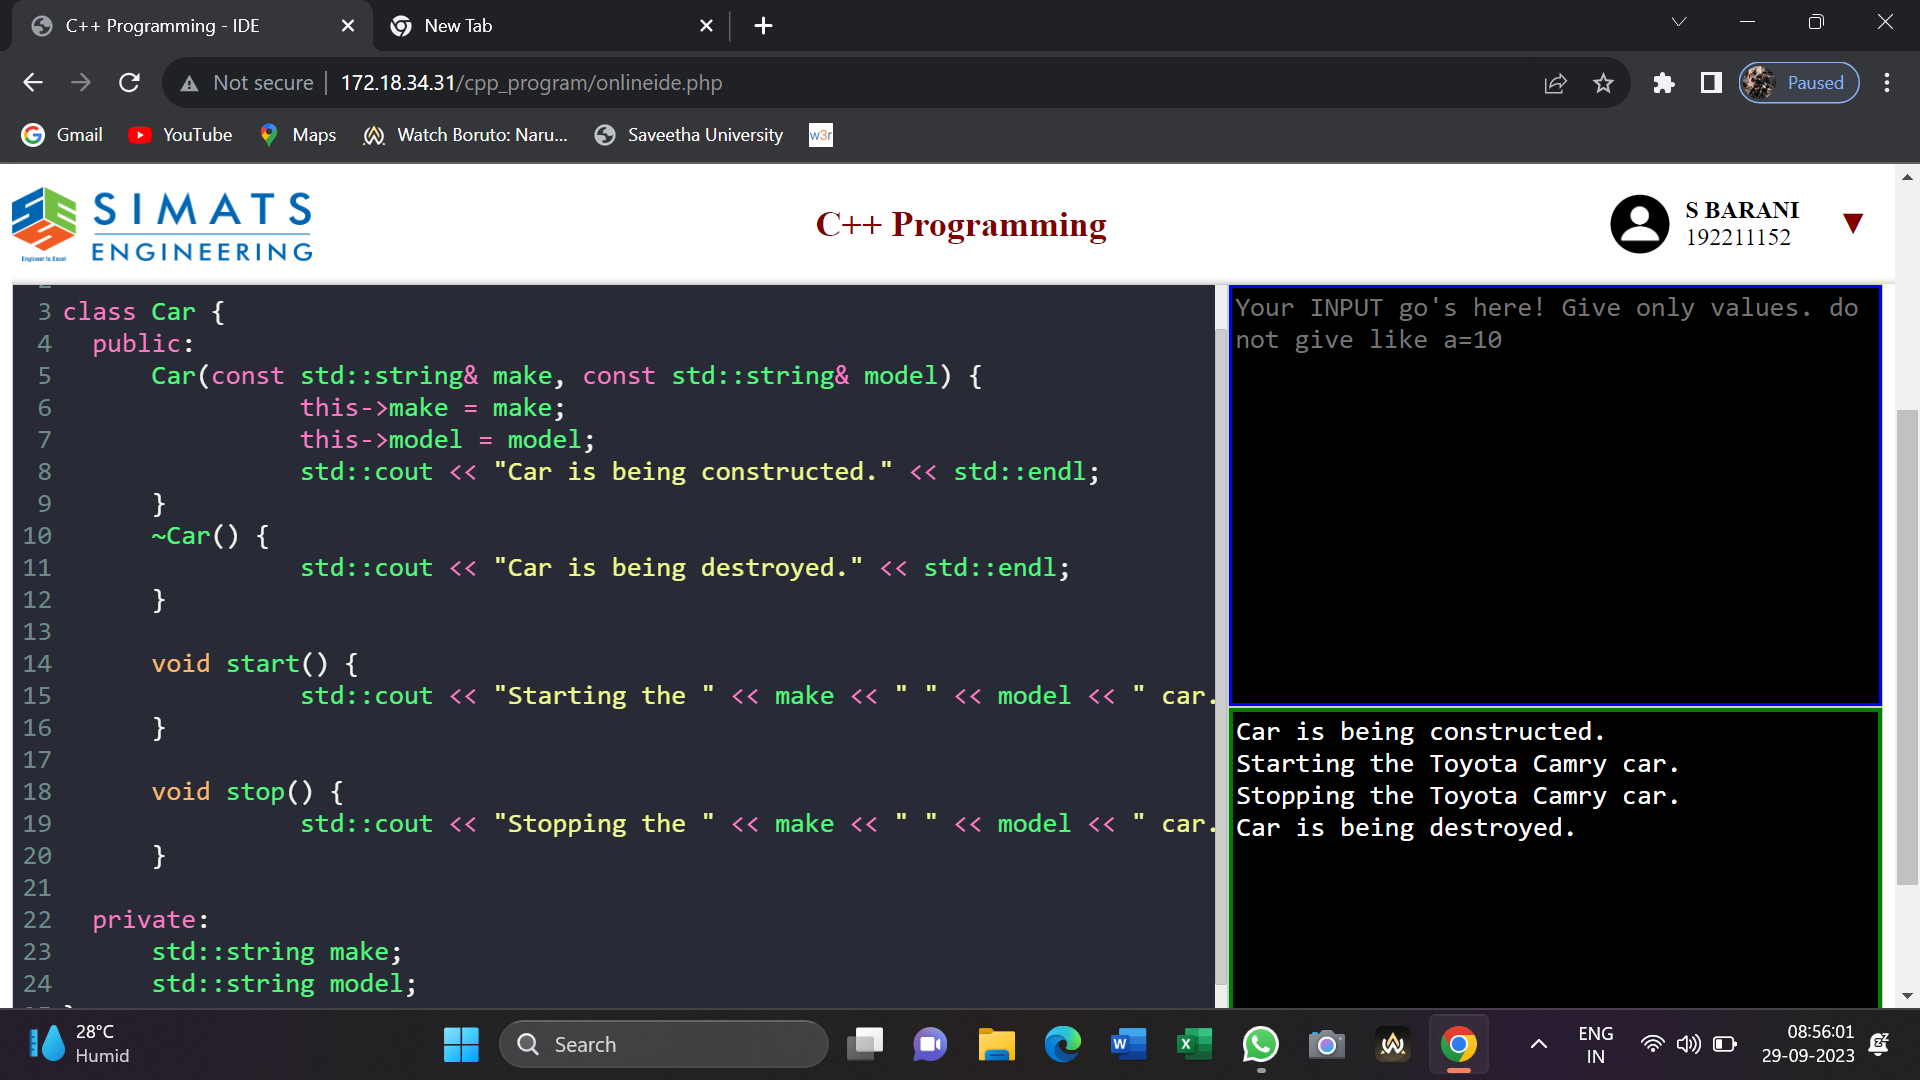 C++ Programming - IDE
New Tab
Not secure
172.18.34.31/cpp_program/onlineide.php
Paused
Gmail
YouTube
Maps
Watch Boruto: Naru...
Saveetha University
w3r
SIMATS
ENGINEERING
Engineer to Excel
C++ Programming
S BARANI
192211152
3 class Car {
4 public:
5 Car(const std::string& make, const std::string& model) {
6 this->make = make;
7 this->model = model;
8 std::cout << "Car is being constructed." << std::endl;
9 }
10 ~Car() {
11 std::cout << "Car is being destroyed." << std::endl;
12 }
13
14 void start() {
15 std::cout << "Starting the " << make << " " << model << " car.
16 }
17
18 void stop() {
19 std::cout << "Stopping the " << make << " " << model << " car.
20 }
21
22 private:
23 std::string make;
24 std::string model;
Your INPUT go's here! Give only values. do
not give like a=10
Car is being constructed.
Starting the Toyota Camry car.
Stopping the Toyota Camry car.
Car is being destroyed.
28°C
Humid
Search
ENG
IN
08:56:01
29-09-2023